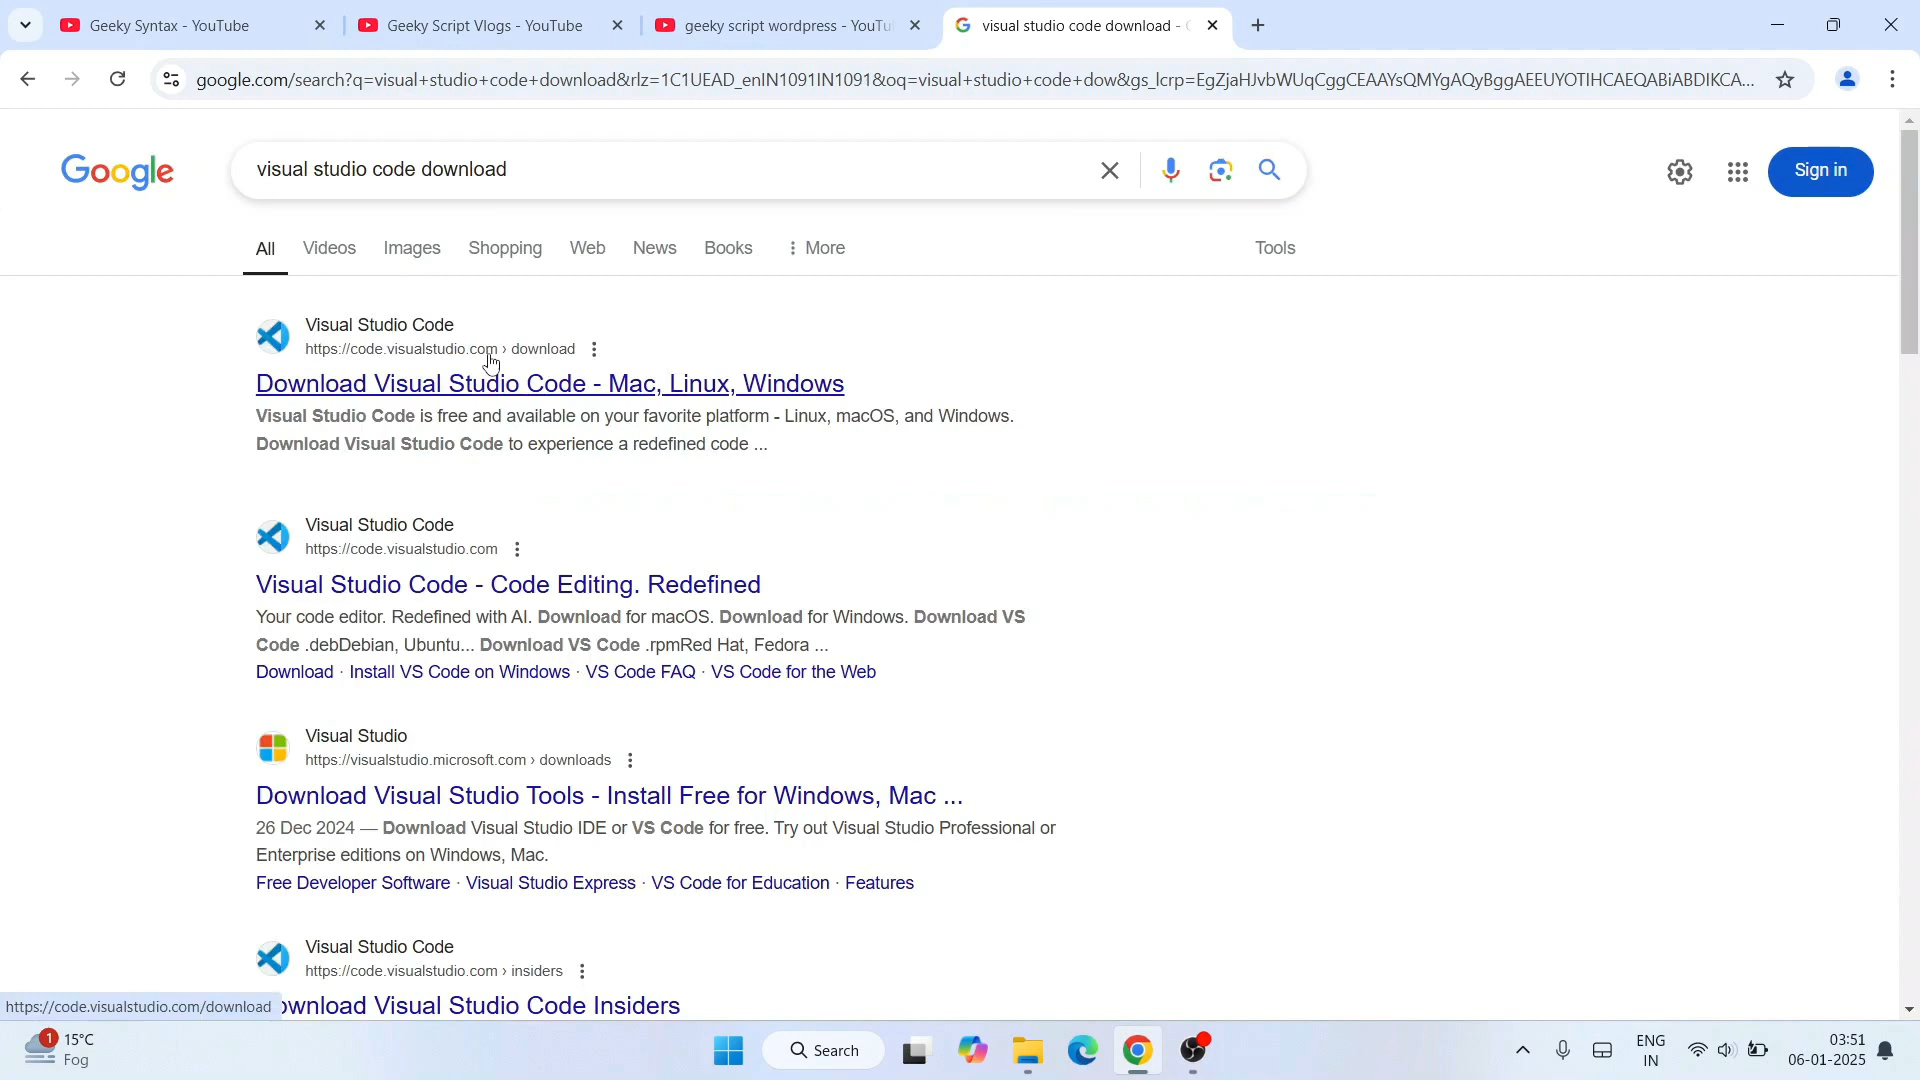 Geeky Syntax - YouTube
Geeky Script Vlogs - YouTube
geeky script wordpress - YouTu
visual studio code download -
google.com/search?q=visual+studio+code+download&rlz=1C1UEAD_enIN1091IN1091&oq=visual+studio+code+dow&gs_lcrp=EgZjaHJvbWUqCggCEAAYsQMYgAQyBggAEEUYOTIHCAEQABiABDIKCA...
Google
visual studio code download
Sign in
All
Videos
Images
Shopping
Web
News
Books
More
Tools
Visual Studio Code
https://code.visualstudio.com › download
Download Visual Studio Code - Mac, Linux, Windows
Visual Studio Code is free and available on your favorite platform - Linux, macOS, and Windows.
Download Visual Studio Code to experience a redefined code ...
Visual Studio Code
https://code.visualstudio.com
Visual Studio Code - Code Editing. Redefined
Your code editor. Redefined with AI. Download for macOS. Download for Windows. Download VS
Code .debDebian, Ubuntu... Download VS Code .rpmRed Hat, Fedora ...
Download · Install VS Code on Windows · VS Code FAQ · VS Code for the Web
Visual Studio
https://visualstudio.microsoft.com › downloads
Download Visual Studio Tools - Install Free for Windows, Mac ...
26 Dec 2024 — Download Visual Studio IDE or VS Code for free. Try out Visual Studio Professional or
Enterprise editions on Windows, Mac.
Free Developer Software · Visual Studio Express · VS Code for Education · Features
Visual Studio Code
https://code.visualstudio.com › insiders
ownload Visual Studio Code Insiders
https://code.visualstudio.com/download
1
15°C
Fog
Search
ENG
IN
03:51
06-01-2025